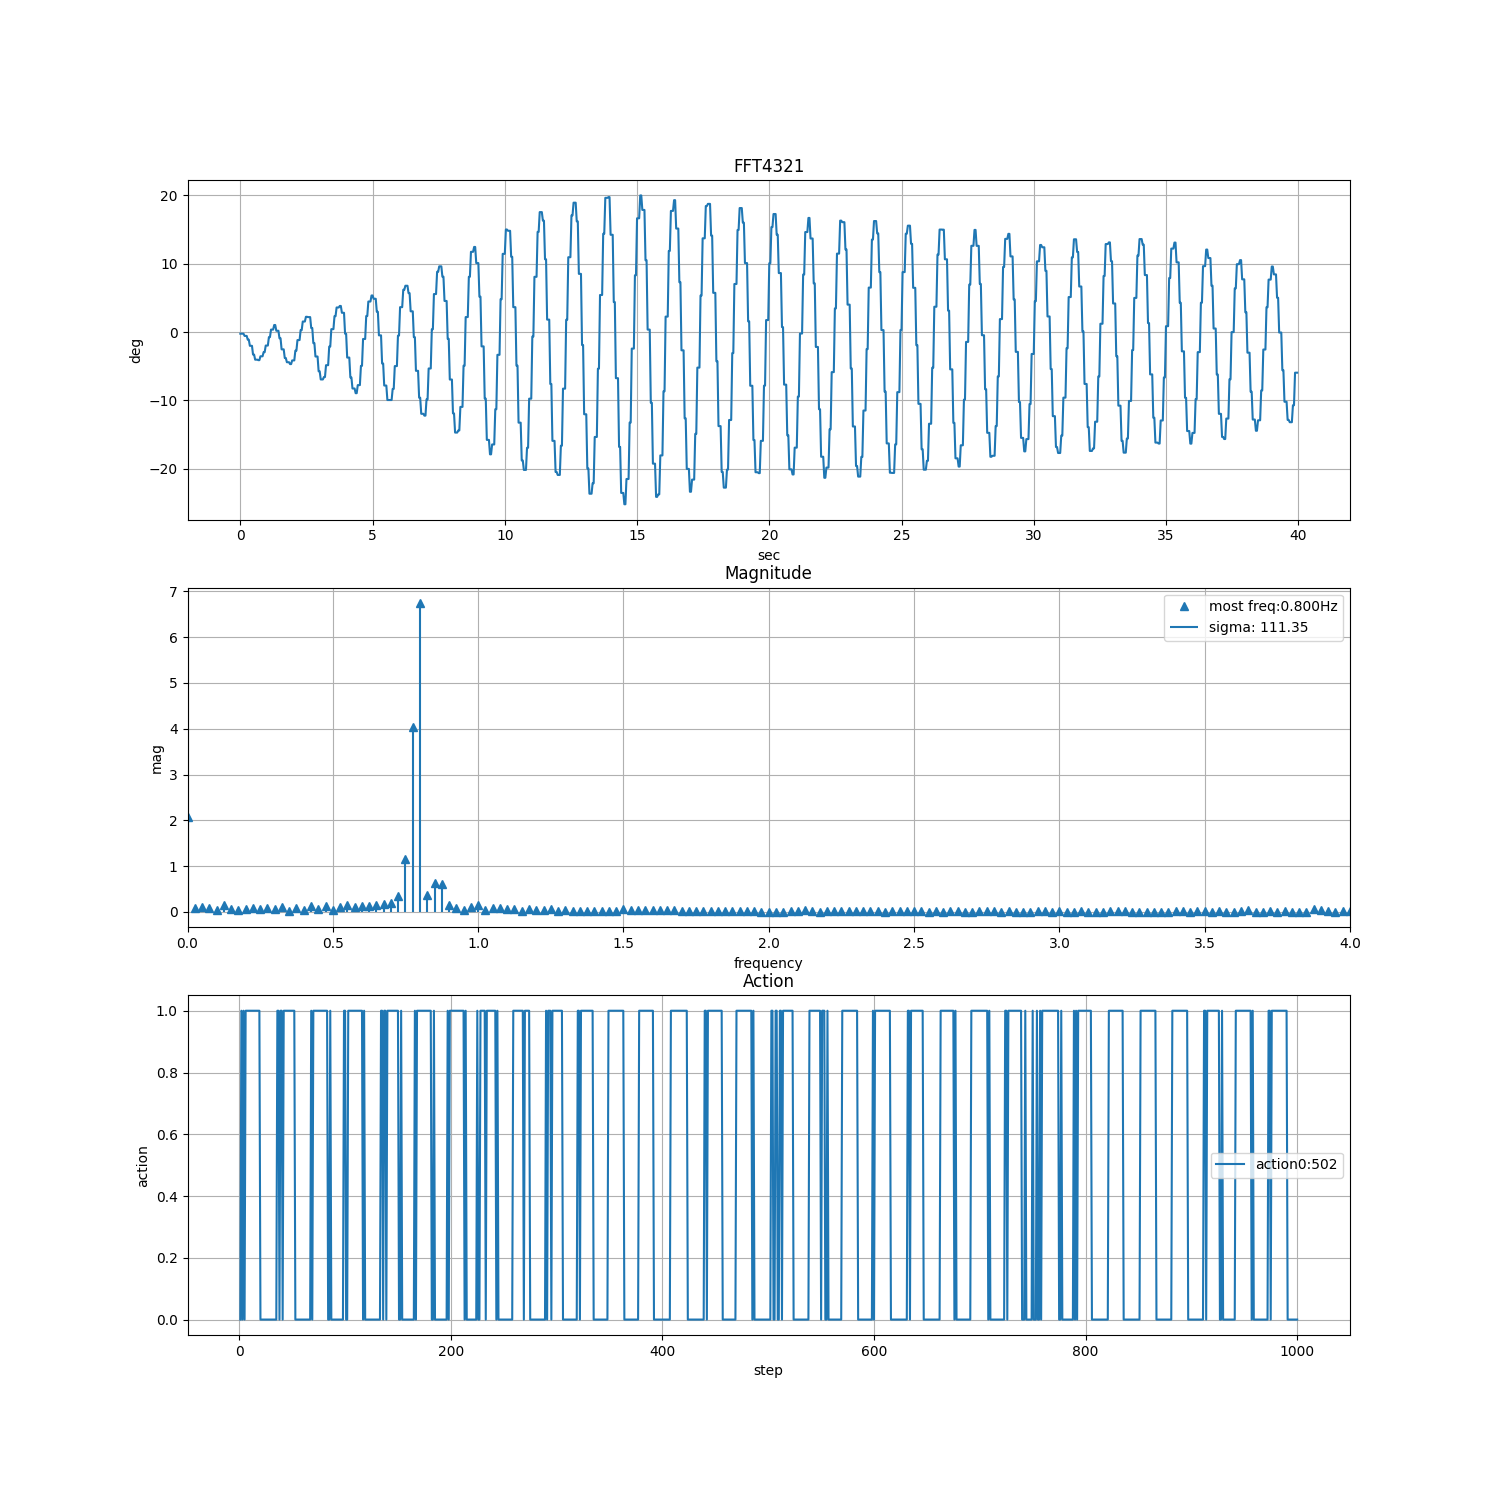 FFT4321
20
10
0
−10
−20
deg
0 5 10 15 20 25 30 35 40
sec
Magnitude
7
6
5
4
3
2
1
0
mag
most freq:0.800Hz
sigma: 111.35
0.0 0.5 1.0 1.5 2.0 2.5 3.0 3.5 4.0
frequency
Action
1.0
0.8
0.6
0.4
0.2
0.0
action
action0:502
0 200 400 600 800 1000
step